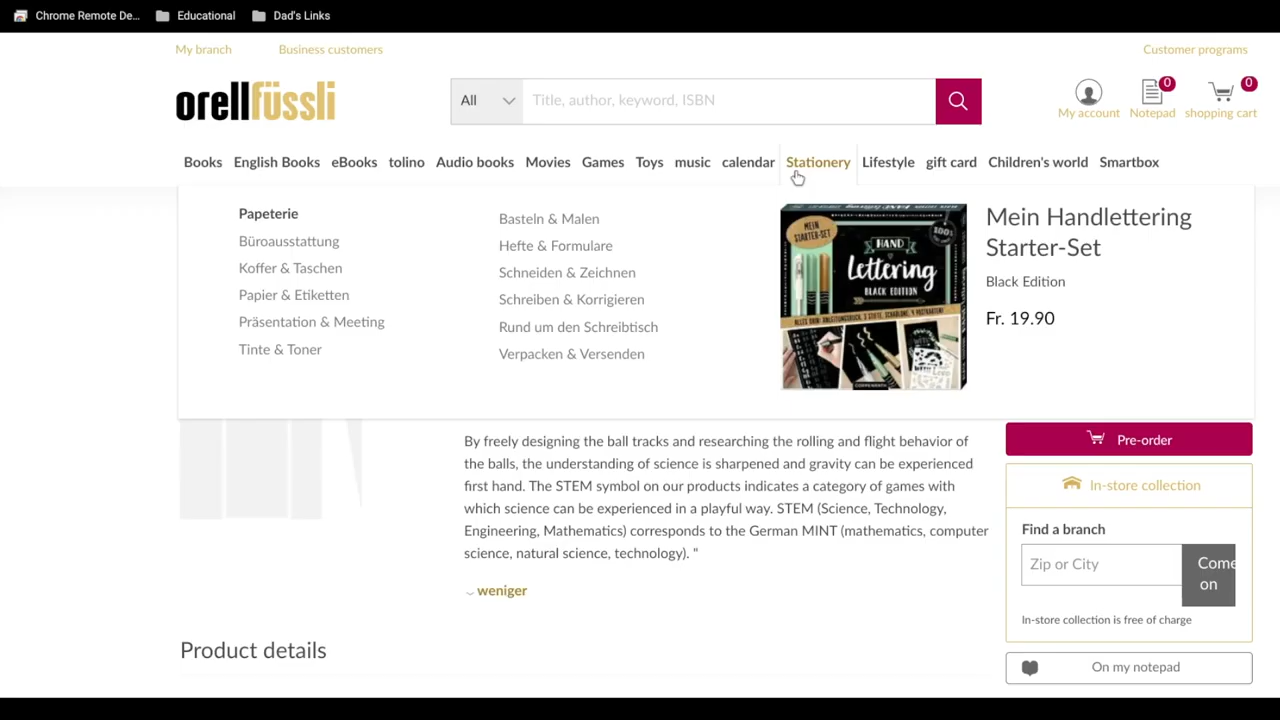 Chrome Remote De...
Educational
Dad's Links
My branch
Business customers
Customer programs
orellfüssli
All
Title, author, keyword, ISBN
My account
0
Notepad
0
shopping cart
Books
English Books
eBooks
tolino
Audio books
Movies
Games
Toys
music
calendar
Stationery
Lifestyle
gift card
Children's world
Smartbox
Papeterie
Büroausstattung
Koffer & Taschen
Papier & Etiketten
Präsentation & Meeting
Tinte & Toner
Basteln & Malen
Hefte & Formulare
Schneiden & Zeichnen
Schreiben & Korrigieren
Rund um den Schreibtisch
Verpacken & Versenden
MEIN
STARTER-SET
HAND
Lettering
BLACK EDITION
Mein Handlettering
Starter-Set
Black Edition
Fr. 19.90
By freely designing the ball tracks and researching the rolling and flight behavior of
the balls, the understanding of science is sharpened and gravity can be experienced
first hand. The STEM symbol on our products indicates a category of games with
which science can be experienced in a playful way. STEM (Science, Technology,
Engineering, Mathematics) corresponds to the German MINT (mathematics, computer
science, natural science, technology). "
weniger
Product details
Pre-order
In-store collection
Find a branch
Zip or City
Come
on
In-store collection is free of charge
On my notepad